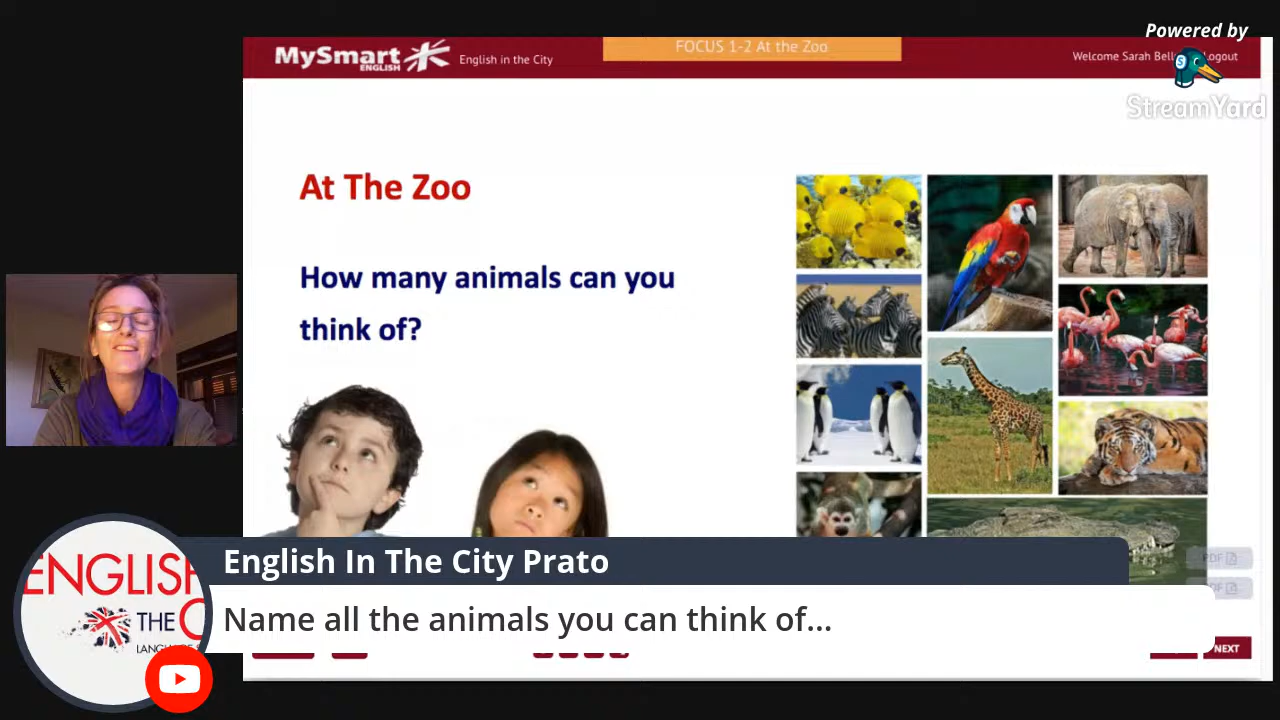 Powered by
StreamYard
MySmart
ENGLISH
English in the City
FOCUS 1-2 At the Zoo
Welcome Sarah
Logout
At The Zoo
How many animals can you
think of?
PDF
PDF
English In The City Prato
Name all the animals you can think of...
ENGLISH
THE
NEXT